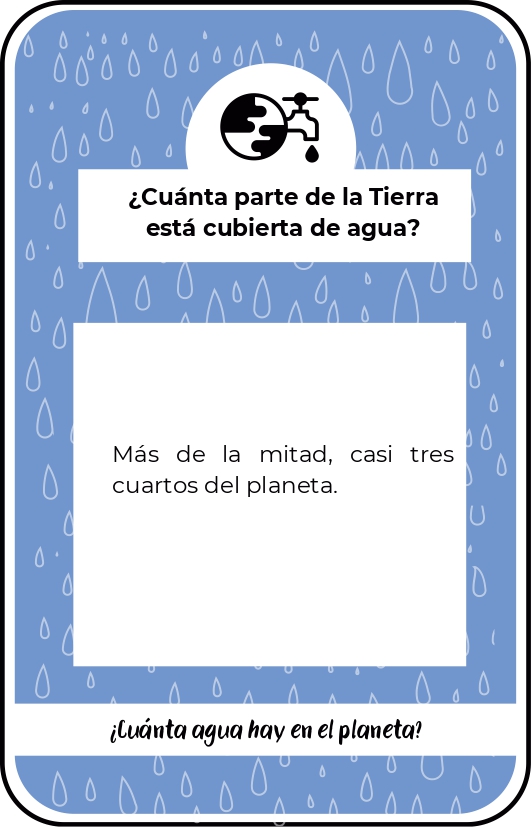 ¿Cuánta parte de la Tierra
está cubierta de agua?
Más de la mitad, casi tres
cuartos del planeta.
¿Cuánta agua hay en el planeta?